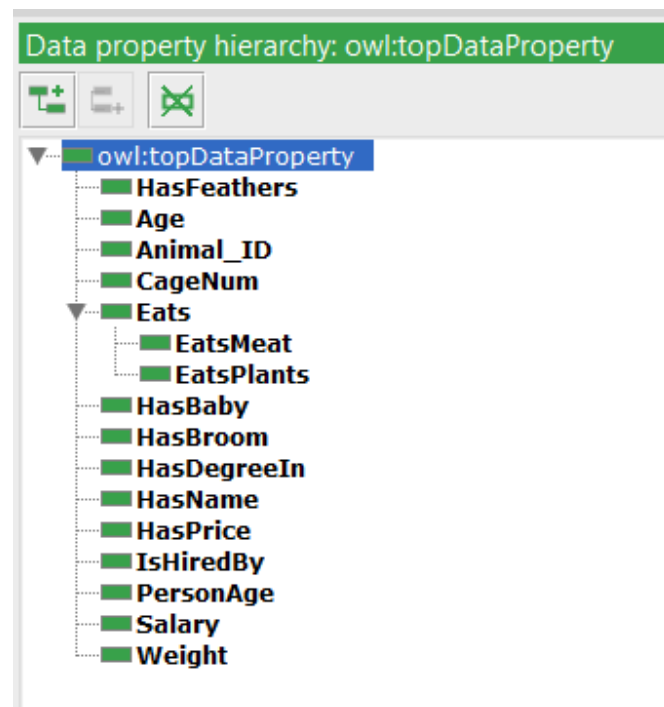 Data property hierarchy: owl:topDataProperty
owl:topDataProperty
HasFeathers
Age
Animal_ID
CageNum
Eats
EatsMeat
EatsPlants
HasBaby
HasBroom
HasDegreeIn
HasName
HasPrice
IsHiredBy
PersonAge
Salary
Weight